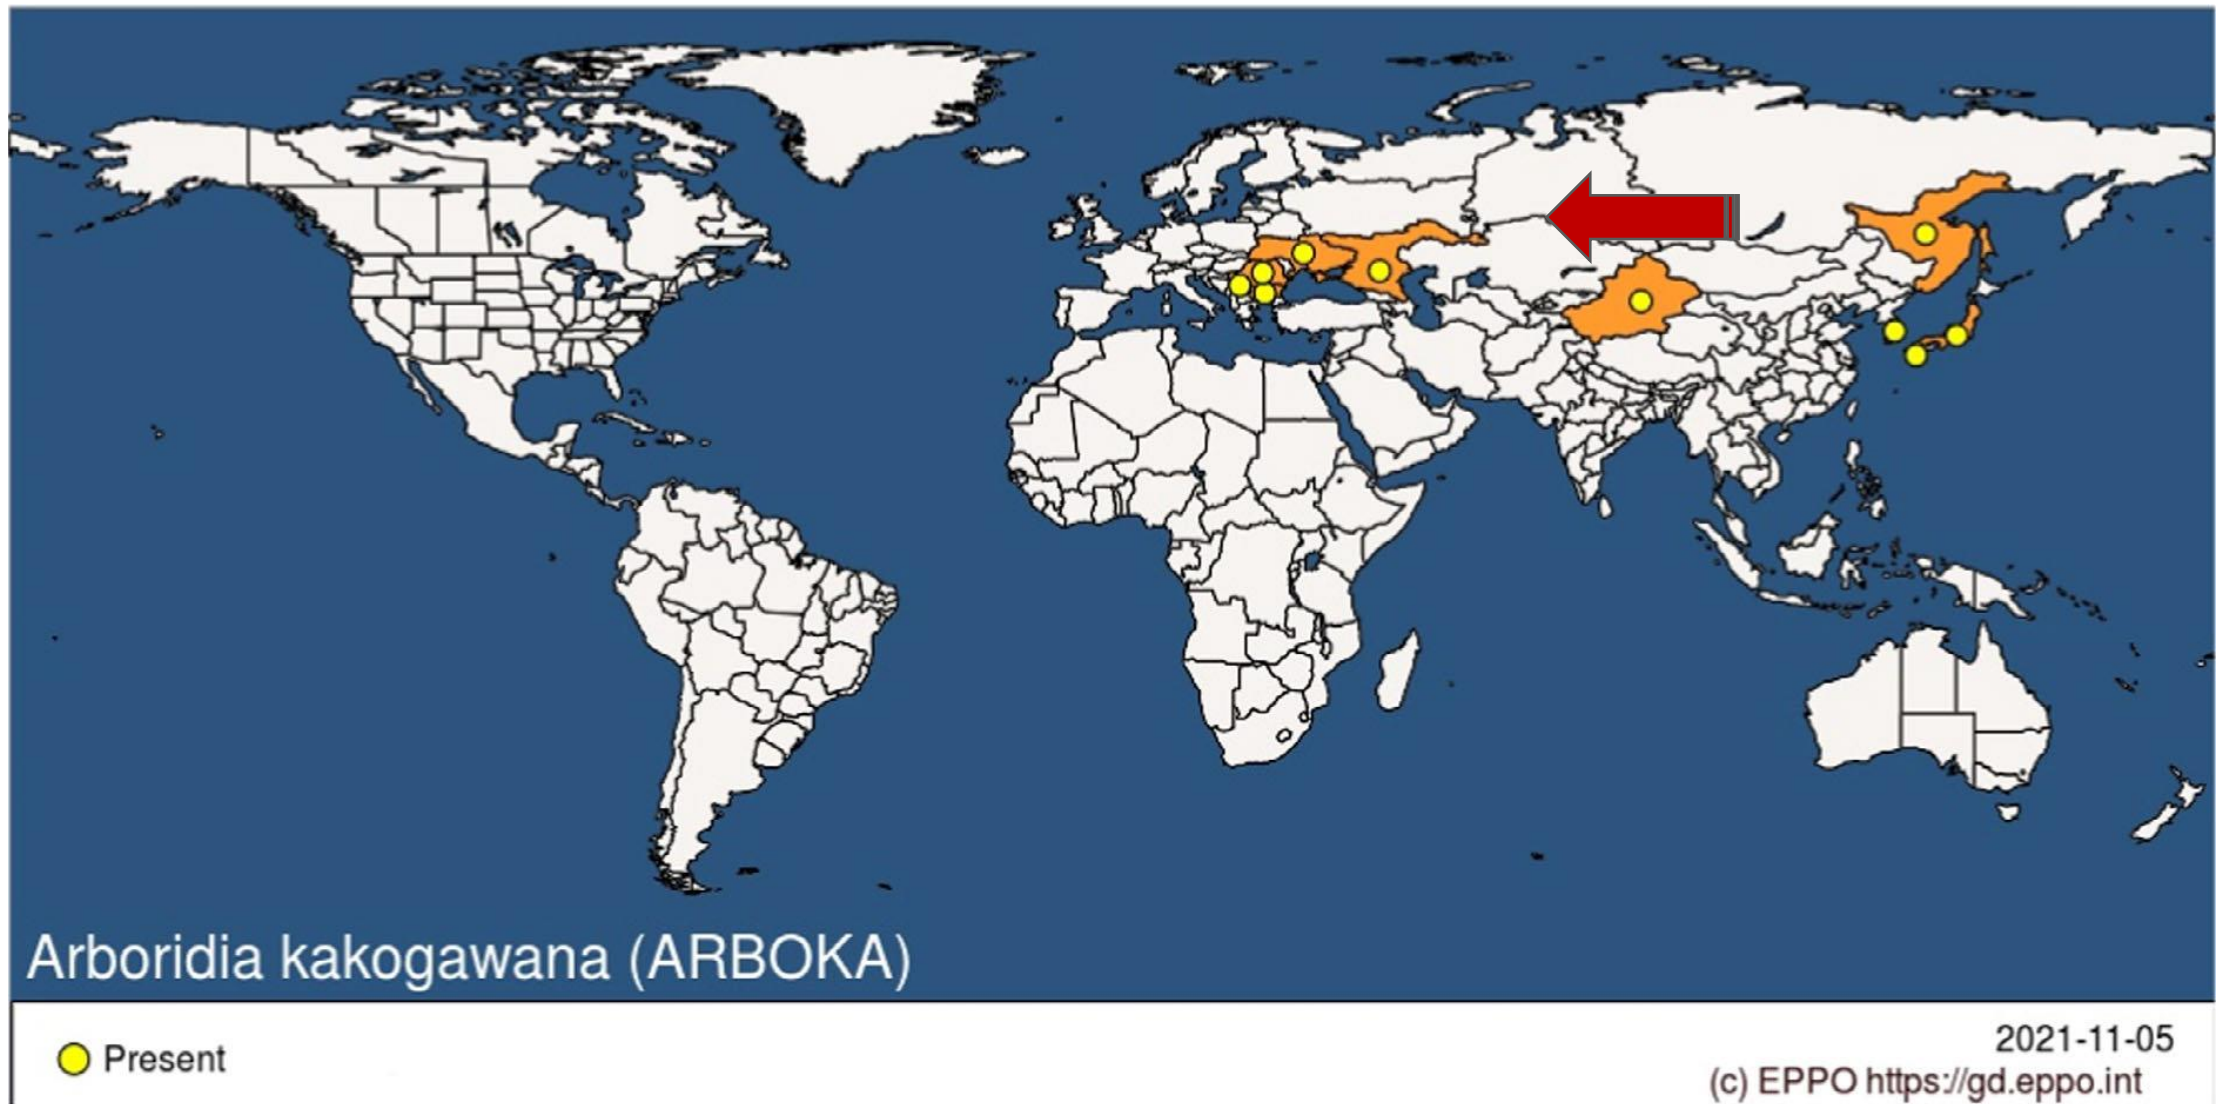 Arboridia kakogawana (ARBOKA)
Present
2021-11-05
(c) EPPO https://gd.eppo.int